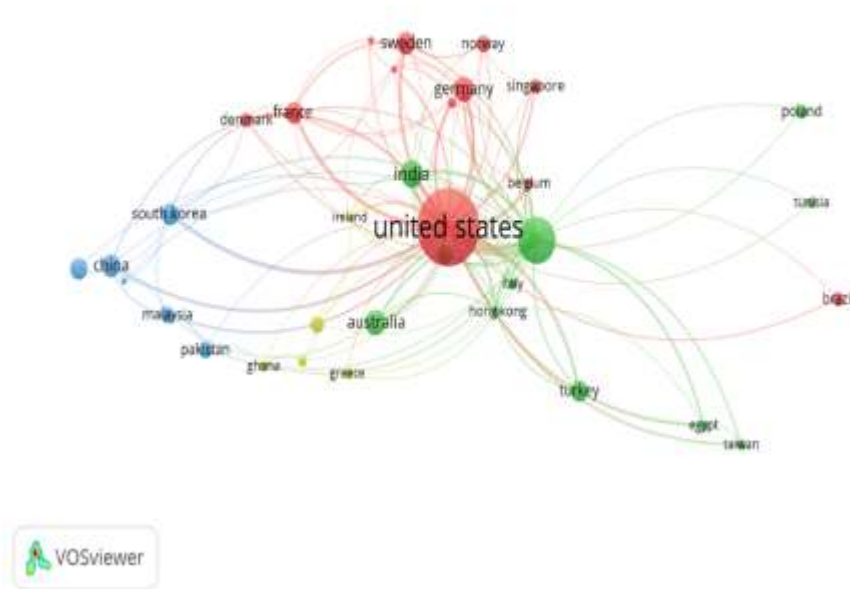 sweden
norway
germany
singapore
denmark
france
poland
india
belgium
tunisia
south korea
ireland
united states
china
italy
brazil
malaysia
hong kong
australia
pakistan
ghana
greece
turkey
egypt
taiwan
VOSviewer